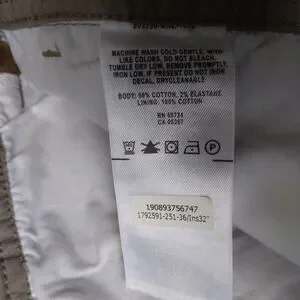 MACHINE WASH COLD GENTLE, WITH
LIKE COLORS, DO NOT BLEACH,
TUMBLE DRY LOW, REMOVE PROMPTLY,
IRON LOW, IF PRESENT DO NOT IRON
DECAL, DRYCLEANABLE
BODY: 98% COTTON, 2% ELASTANE
LINING: 100% COTTON
RN 65724
CA 05267
P
190893756747
1792591-251-36/Ins32"